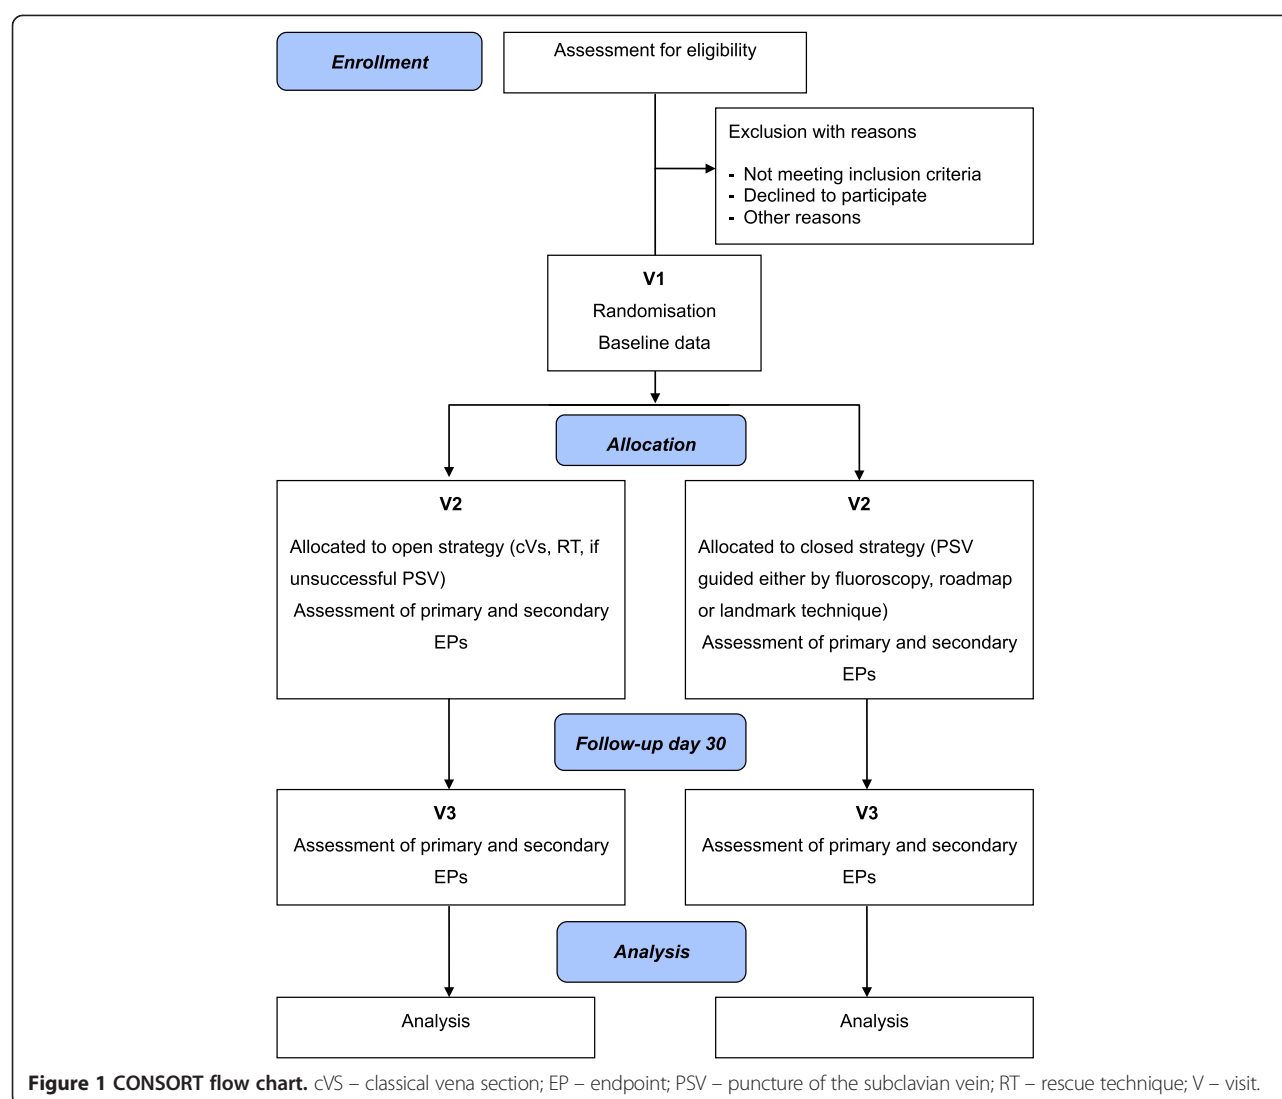 Enrollment
Assessment for eligibility
Exclusion with reasons
- Not meeting inclusion criteria
- Declined to participate
- Other reasons
V1
Randomisation
Baseline data
Allocation
V2
Allocated to open strategy (cVs, RT, if
unsuccessful PSV)
Assessment of primary and secondary
EPs
V2
Allocated to closed strategy (PSV
guided either by fluoroscopy, roadmap
or landmark technique)
Assessment of primary and secondary
EPs
Follow-up day 30
V3
Assessment of primary and secondary
EPs
V3
Assessment of primary and secondary
EPs
Analysis
Analysis
Analysis
Figure 1 CONSORT flow chart. cVS – classical vena section; EP – endpoint; PSV – puncture of the subclavian vein; RT – rescue technique; V – visit.